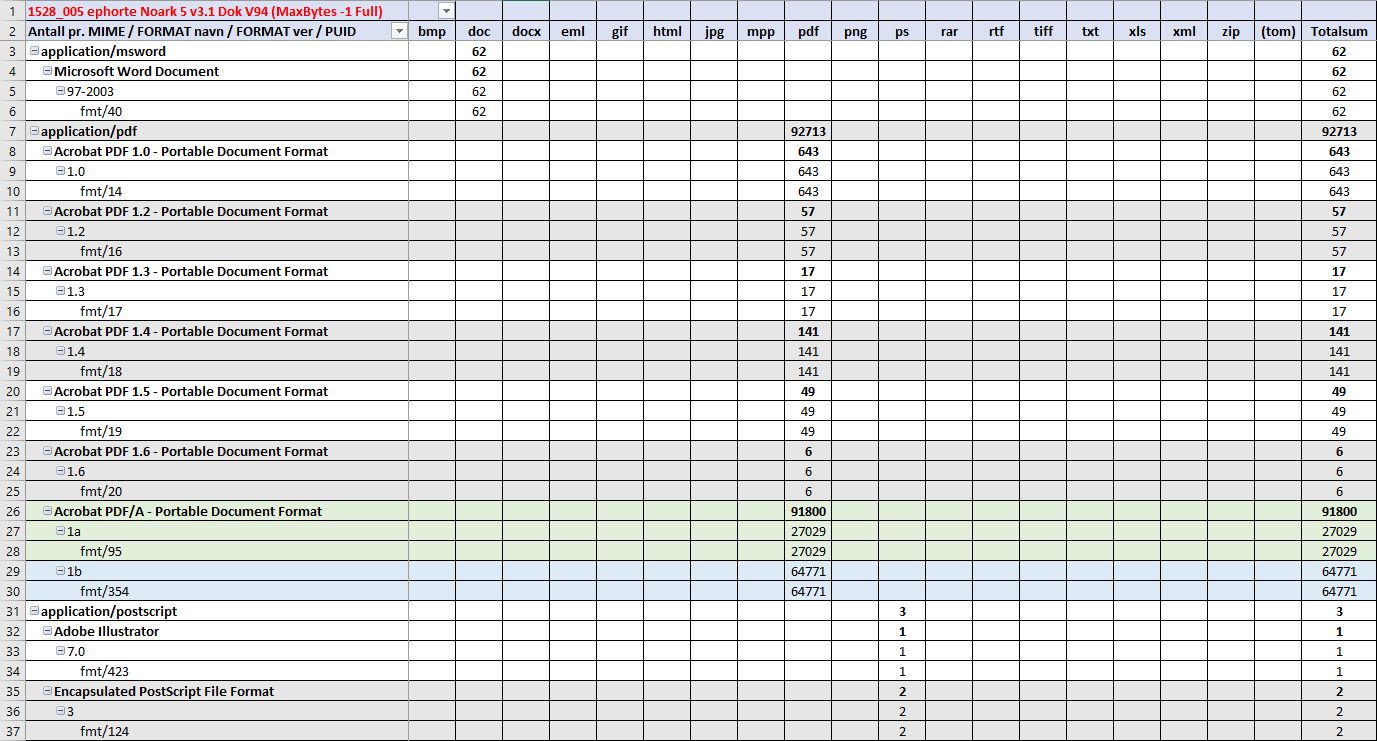 1 1528_005 ephorte Noark 5 v3.1 Dok V94 (MaxBytes -1 Full)
2 Antall pr. MIME / FORMAT navn / FORMAT ver / PUID bmp doc docx eml gif html jpg mpp pdf png ps rar rtf tiff txt xls xml zip (tom) Totalsum
3 application/msword 62 62
4 Microsoft Word Document 62 62
5 97-2003 62 62
6 fmt/40 62 62
7 application/pdf 92713 92713
8 Acrobat PDF 1.0 - Portable Document Format 643 643
9 1.0 643 643
10 fmt/14 643 643
11 Acrobat PDF 1.2 - Portable Document Format 57 57
12 1.2 57 57
13 fmt/16 57 57
14 Acrobat PDF 1.3 - Portable Document Format 17 17
15 1.3 17 17
16 fmt/17 17 17
17 Acrobat PDF 1.4 - Portable Document Format 141 141
18 1.4 141 141
19 fmt/18 141 141
20 Acrobat PDF 1.5 - Portable Document Format 49 49
21 1.5 49 49
22 fmt/19 49 49
23 Acrobat PDF 1.6 - Portable Document Format 6 6
24 1.6 6 6
25 fmt/20 6 6
26 Acrobat PDF/A - Portable Document Format 91800 91800
27 1a 27029 27029
28 fmt/95 27029 27029
29 1b 64771 64771
30 fmt/354 64771 64771
31 application/postscript 3 3
32 Adobe Illustrator 1 1
33 7.0 1 1
34 fmt/423 1 1
35 Encapsulated PostScript File Format 2 2
36 3 2 2
37 fmt/124 2 2